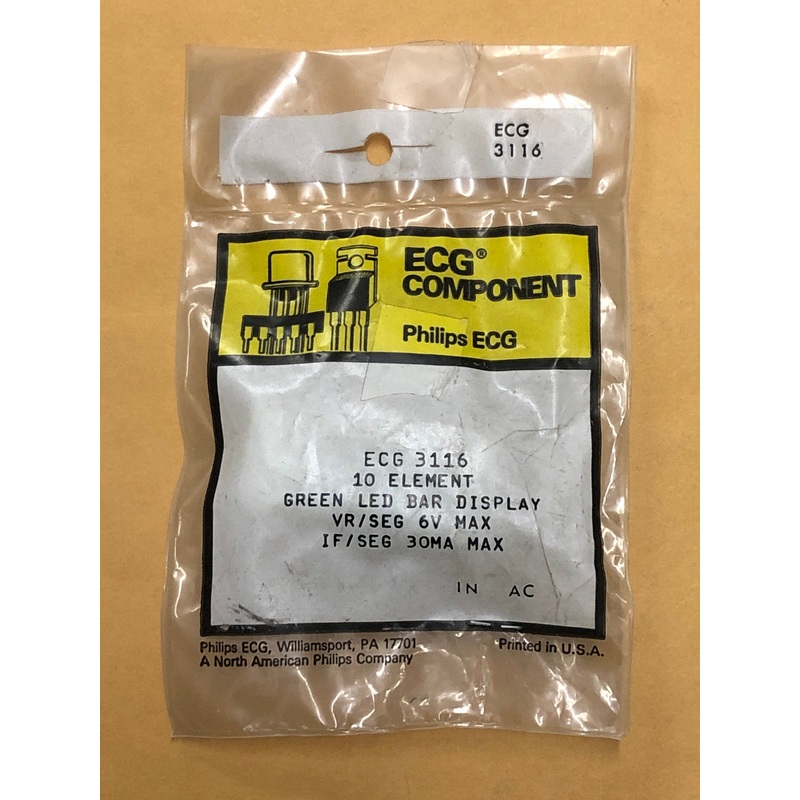 ECG
3116
ECG®
COMPONENT
Philips ECG
ECG 3116
10 ELEMENT
GREEN LED BAR DISPLAY
VR/SEG 6V MAX
IF/SEG 30MA MAX
IN AC
Philips ECG, Williamsport, PA 17701 Printed in U.S.A.
A North American Philips Company